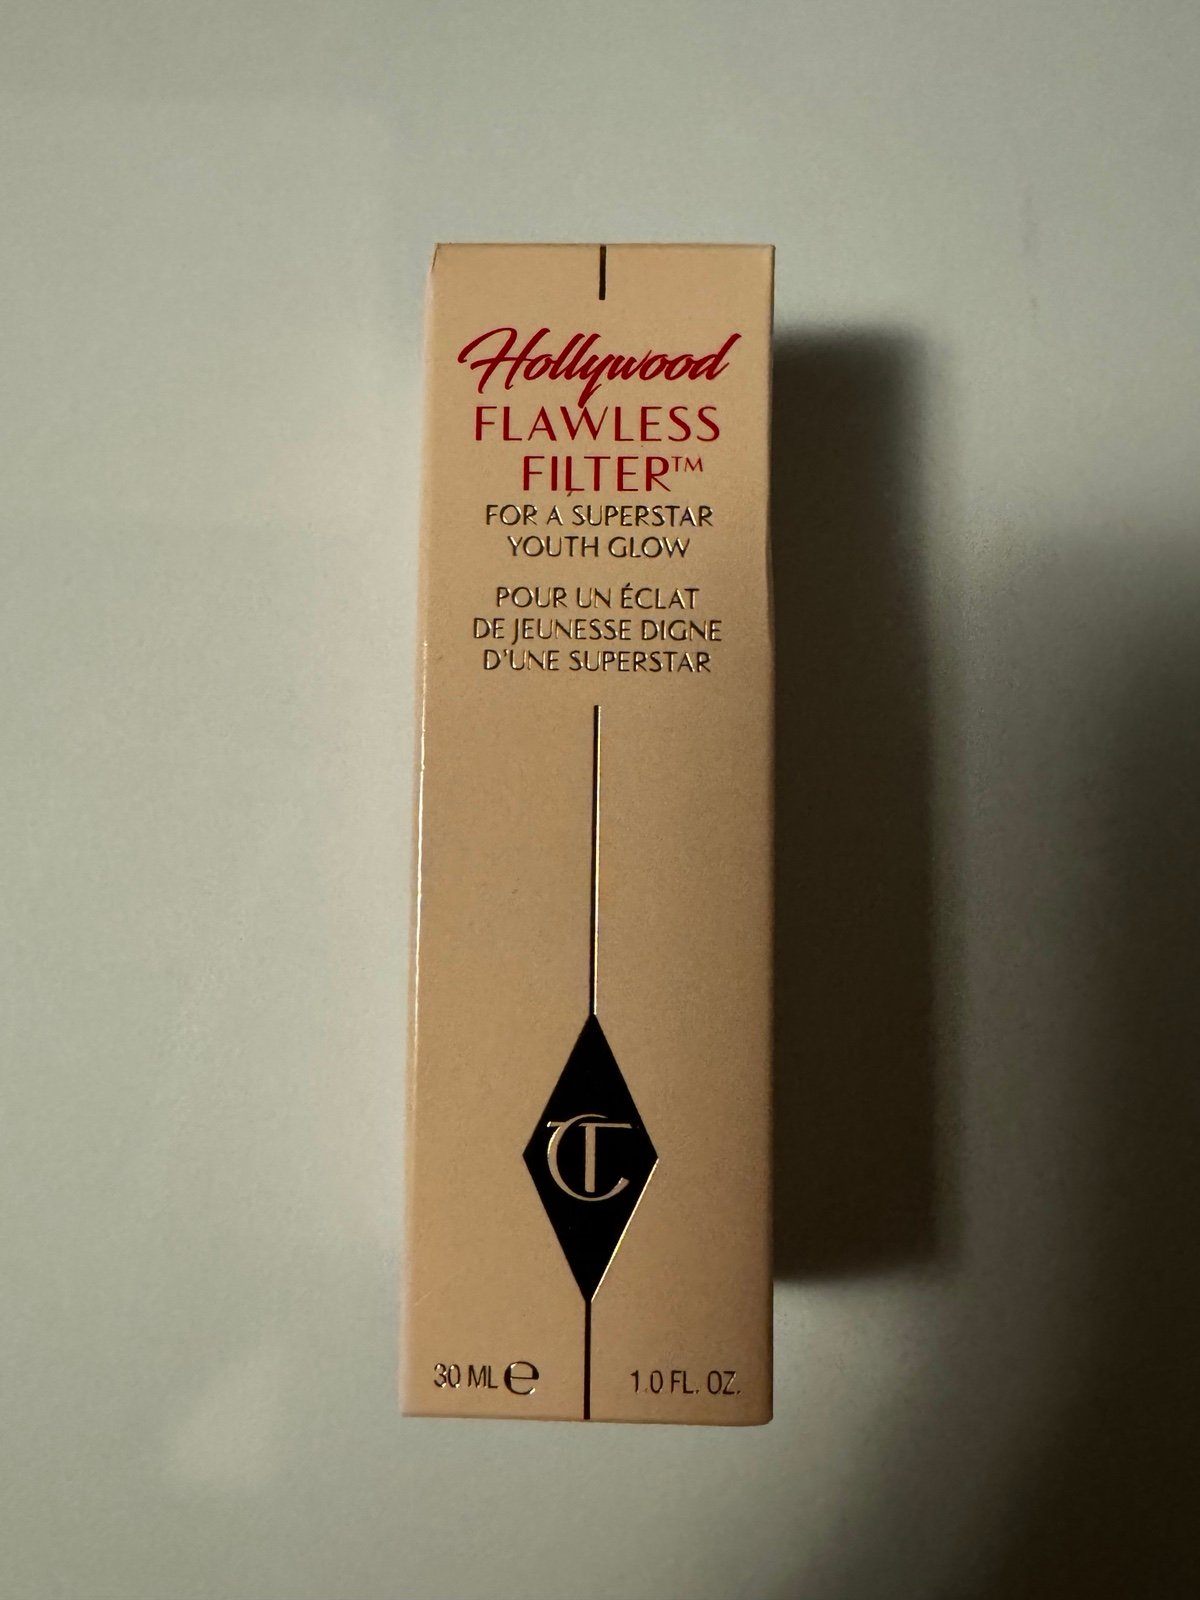 Hollywood
FLAWLESS
FILTER™
FOR A SUPERSTAR
YOUTH GLOW
POUR UN ÉCLAT
DE JEUNESSE DIGNE
D'UNE SUPERSTAR
CT
30 ML ℮ 1.0 FL. OZ.